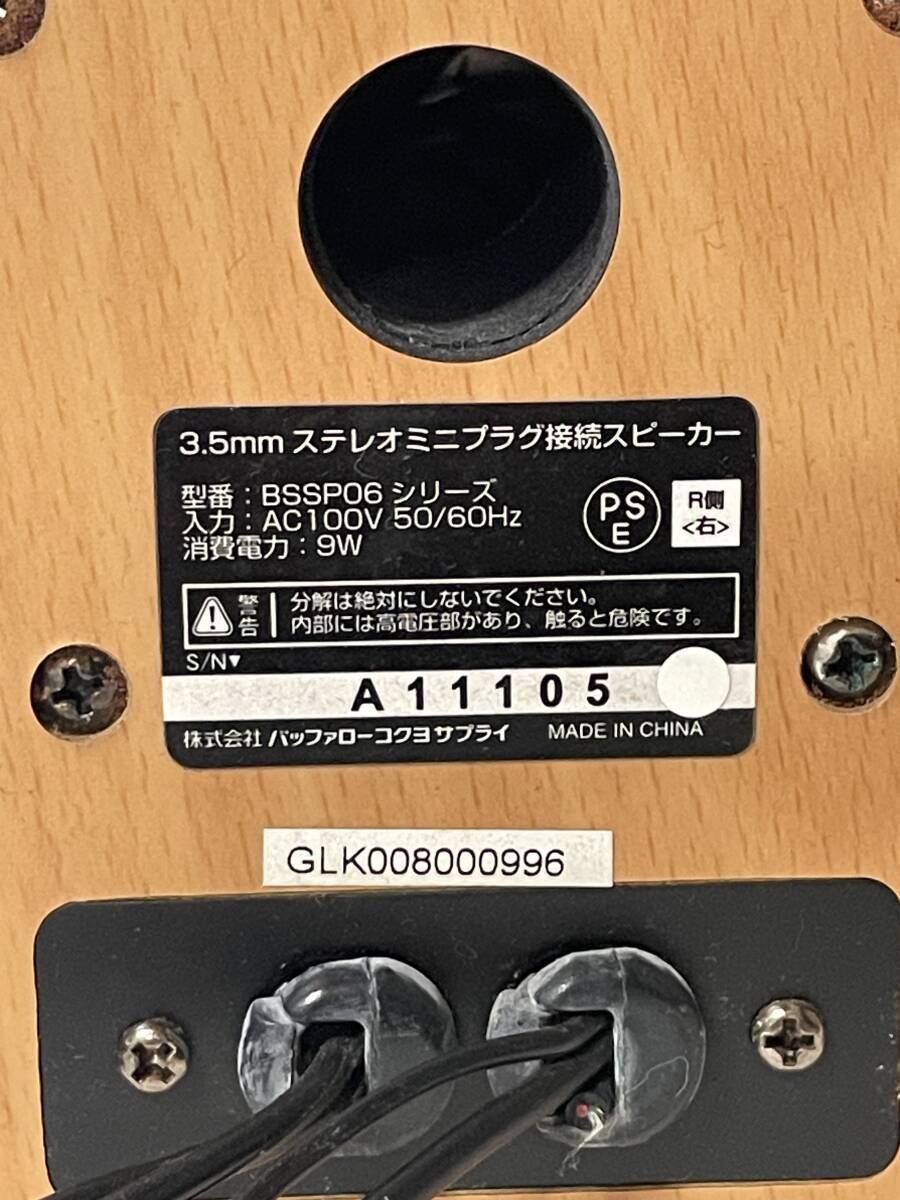 3.5mm ステレオミニプラグ接続スピーカー
型番：BSSP06 シリーズ
入力：AC100V 50/60Hz
消費電力：9W
PS
E
R側
<右>
警告
分解は絶対にしないでください。
内部には高電圧部があり、触ると危険です。
S/N▼
A11105
株式会社 バッファローコクヨサプライ MADE IN CHINA
GLK008000996